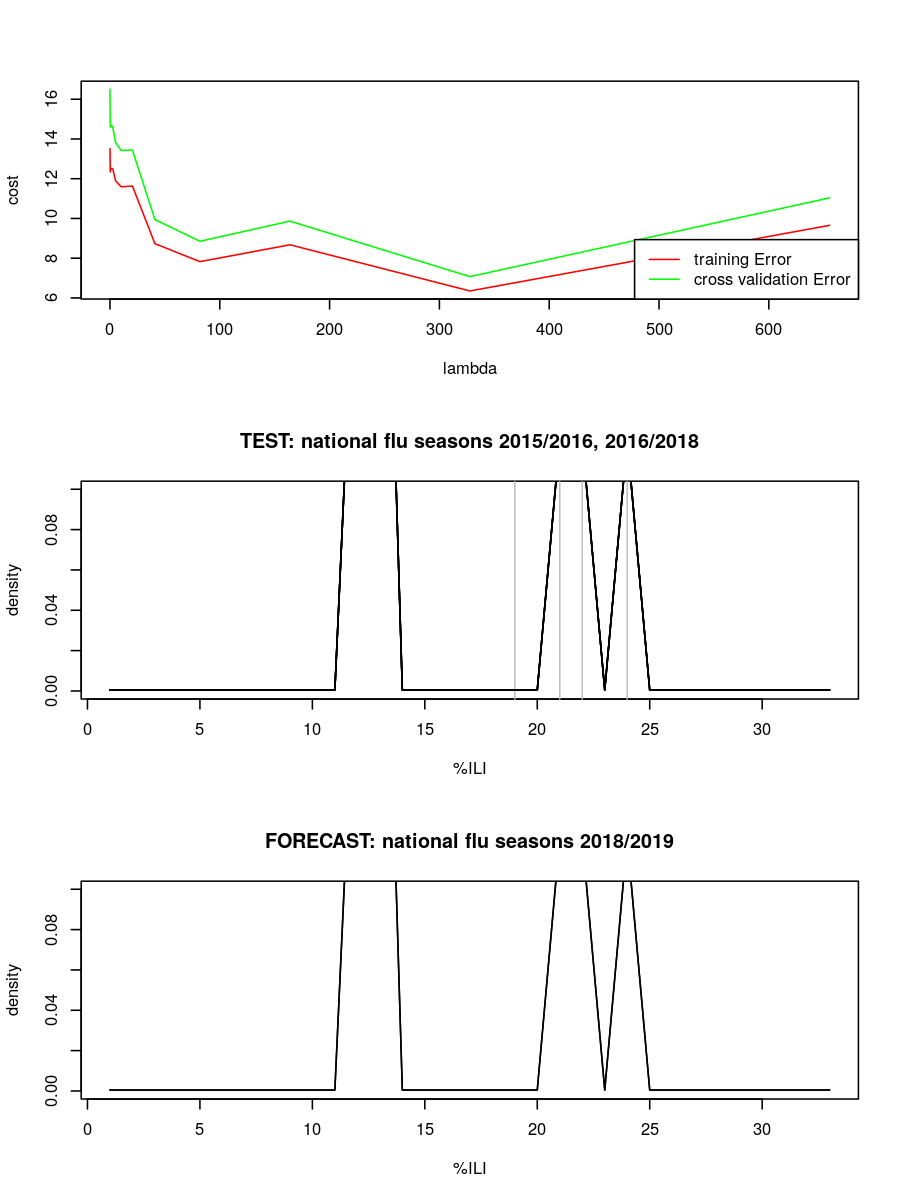 16
14
12
10
8
6
cost
training Error
cross validation Error
0 100 200 300 400 500 600
lambda
TEST: national flu seasons 2015/2016, 2016/2018
0.08
0.04
0.00
density
0 5 10 15 20 25 30
%ILI
FORECAST: national flu seasons 2018/2019
0.08
0.04
0.00
density
0 5 10 15 20 25 30
%ILI